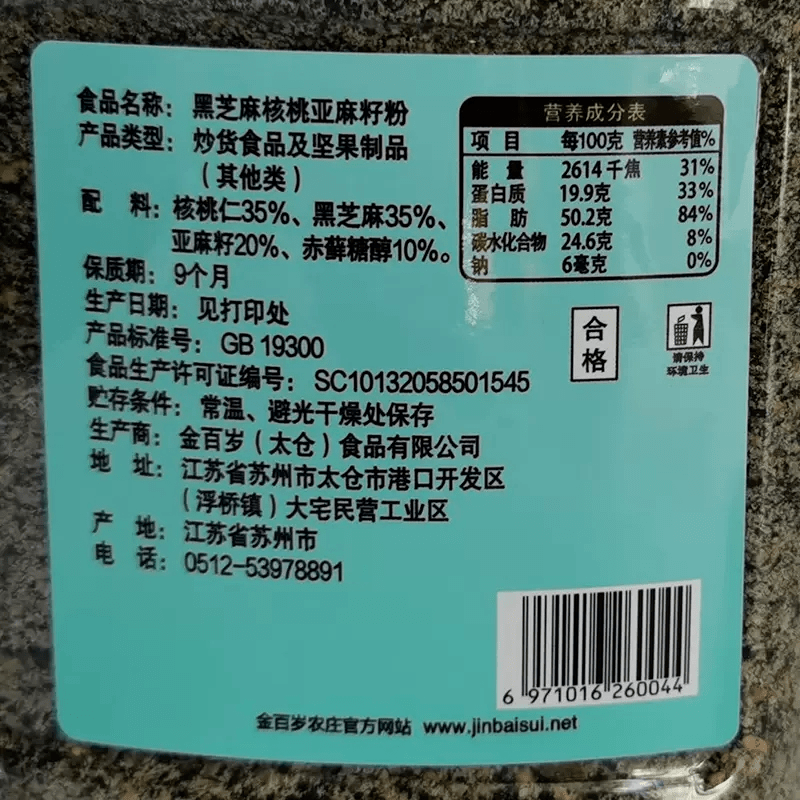 食品名称：黑芝麻核桃亚麻籽粉
产品类型：炒货食品及坚果制品
（其他类）
配 料：核桃仁35%、黑芝麻35%、
亚麻籽20%、赤藓糖醇10%。
保质期：9个月
生产日期：见打印处
产品标准号：GB 19300
食品生产许可证编号：SC10132058501545
贮存条件：常温、避光干燥处保存
生产商：金百岁（太仓）食品有限公司
地 址：江苏省苏州市太仓市港口开发区
（浮桥镇）大宅民营工业区
产 地：江苏省苏州市
电 话：0512-53978891
营养成分表
项 目 每100克 营养素参考值%
能 量 2614千焦 31%
蛋白质 19.9克 33%
脂 肪 50.2克 84%
碳水化合物 24.6克 8%
钠 6毫克 0%
合格
请保持
环境卫生
6 971016 260044
金百岁农庄官方网站 www.jinbaisui.net